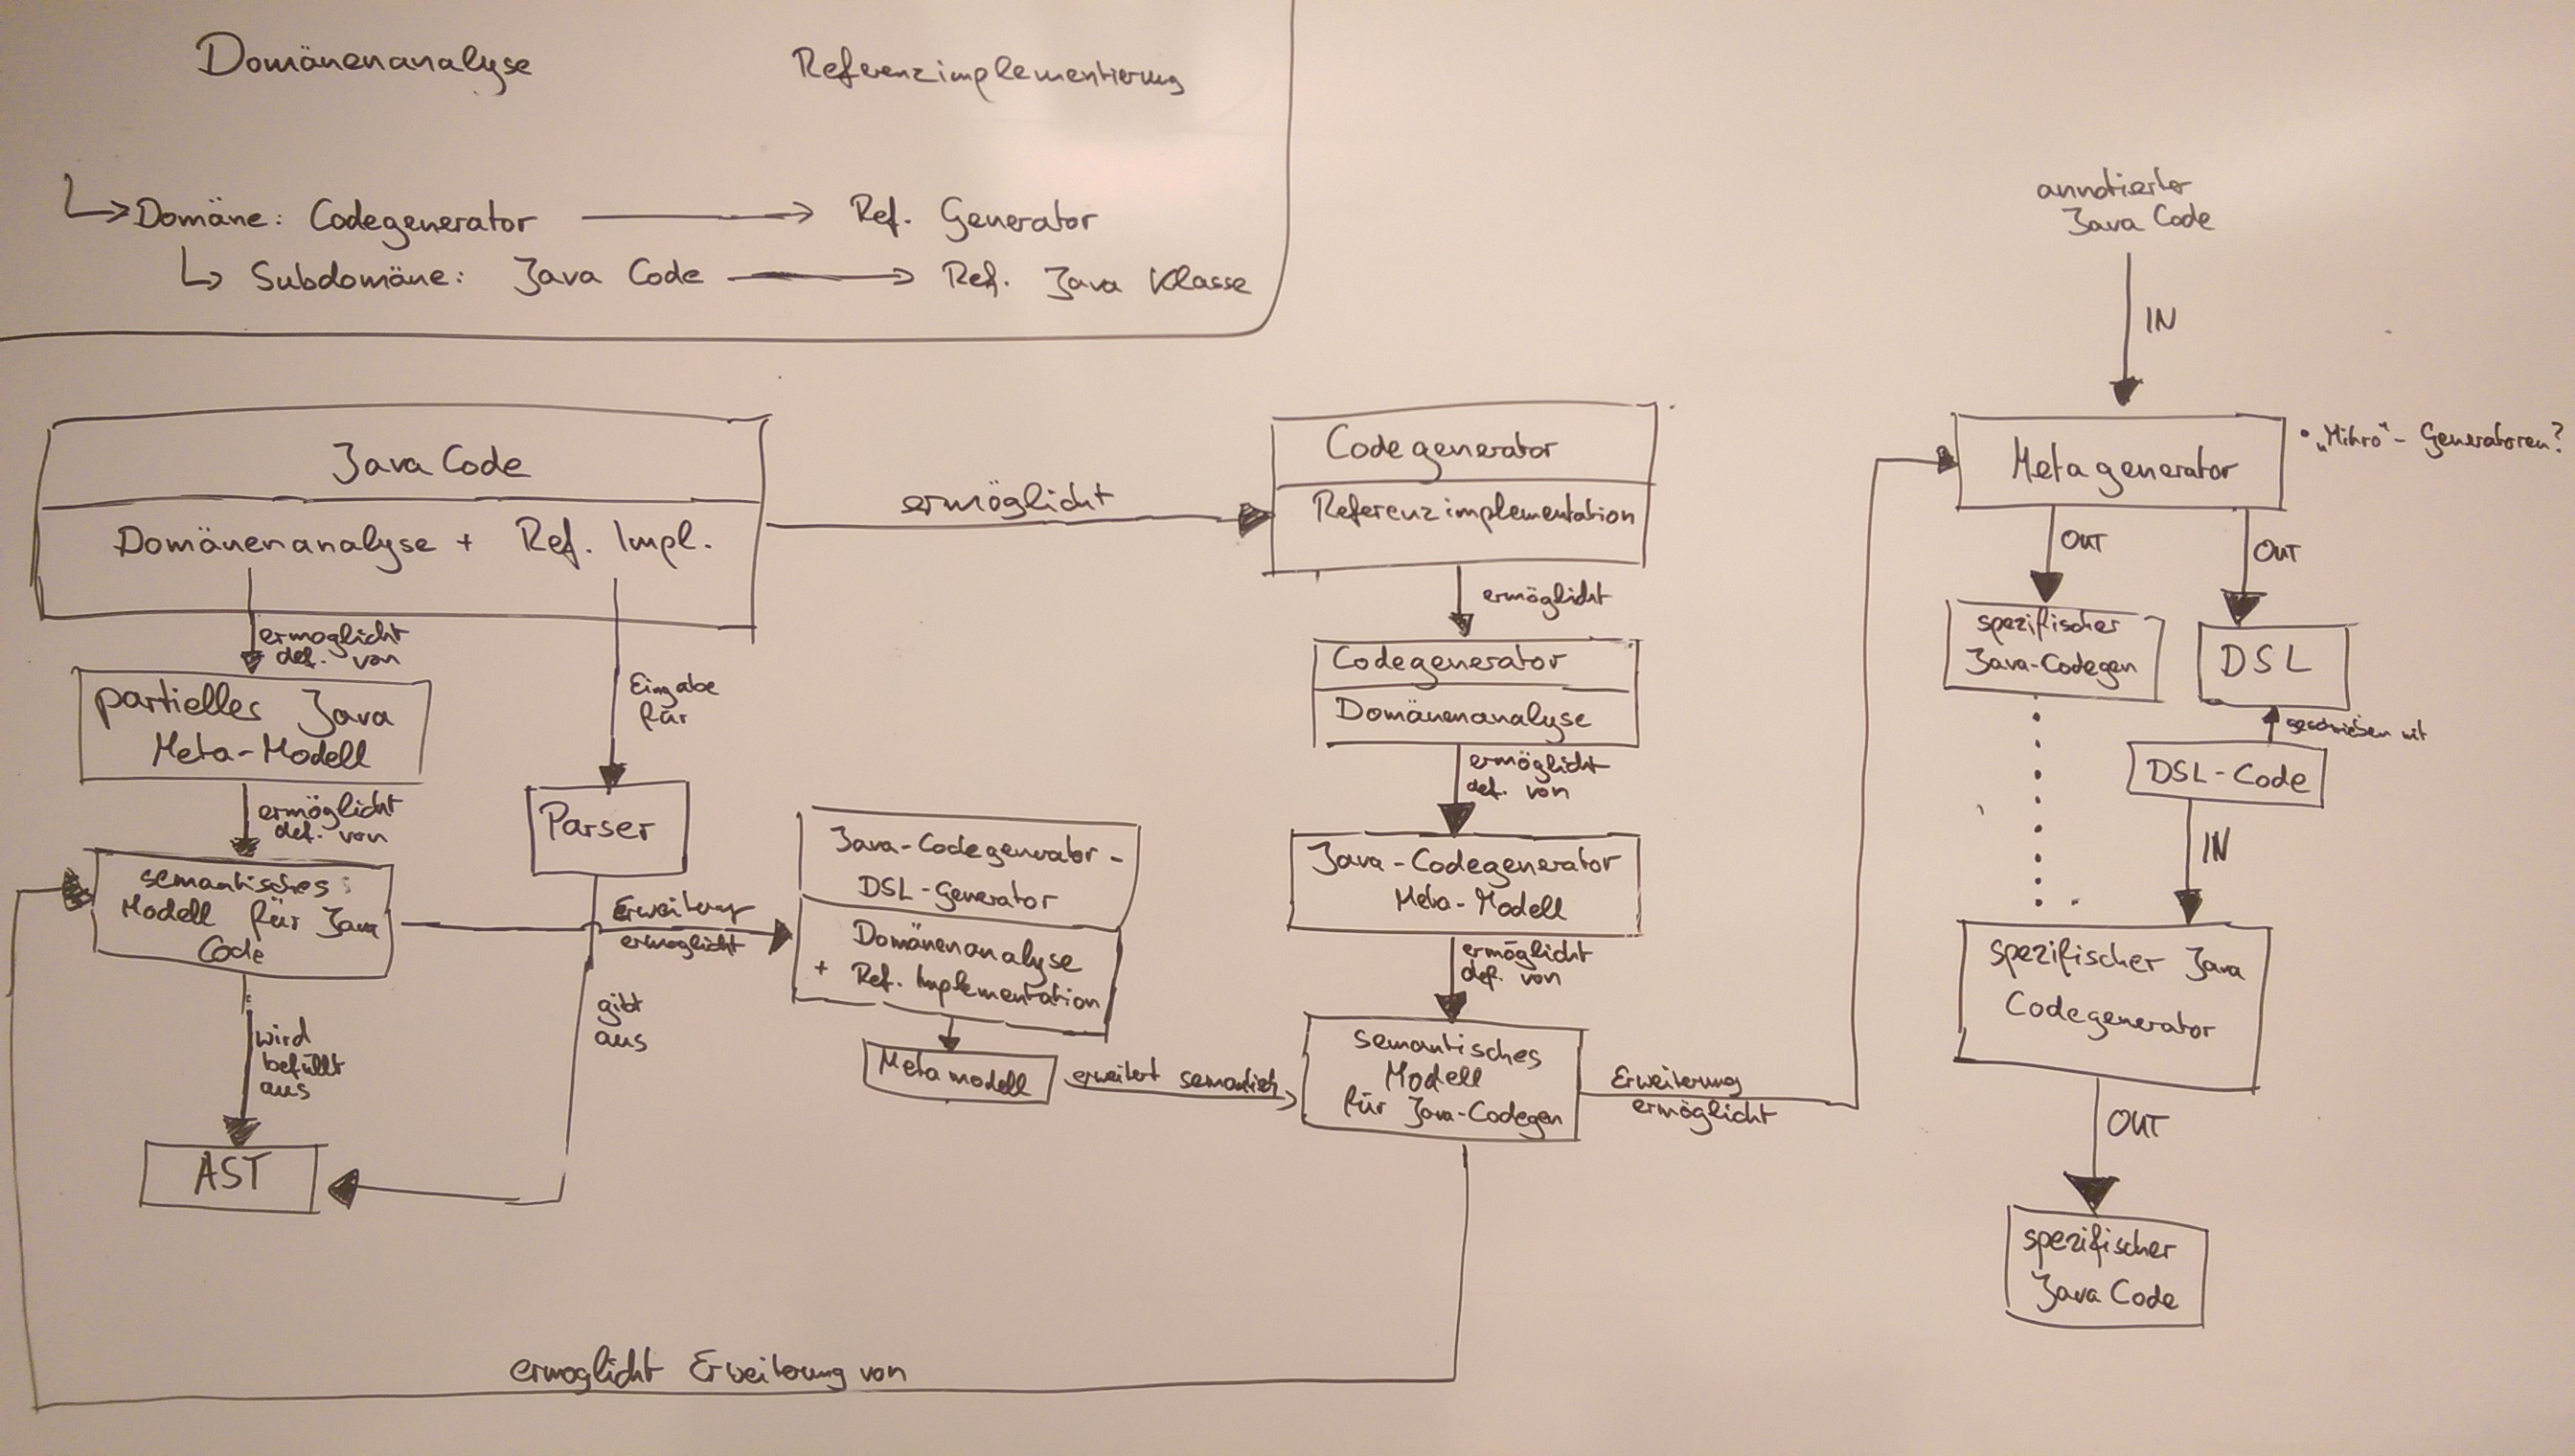 Domänenanalyse
Referenzimplementierung
Domäne: Codegenerator
Ref. Generator
Subdomäne: Java Code
Ref. Java Klasse
Java Code
Domänenanalyse + Ref. Impl.
ermöglicht
ermoglicht
def. von
partielles Java
Meta-Modell
ermöglicht
def. von
semantisches
Modell für Java
Code
wird
befüllt
aus
AST
Eingabe
für
Parser
gibt
aus
Erweiterung
ermoglicht
Java-Codegenerator-
DSL-Generator
Domänenanalyse
+ Ref. Implementation
Metamodell
erweitert semantisch
Codegenerator
Referenzimplementation
ermöglicht
Codegenerator
Domänenanalyse
ermöglicht
def. von
Java-Codegenerator
Meta-Modell
ermöglicht
def. von
semantisches
Modell
für Java-Codegen
Erweiterung
ermöglicht
ermoglicht Erweiterung von
annotierter
Java Code
IN
Metagenerator
• „Mikro"- Generatoren?
OUT
OUT
spezifischer
Java-Codegen
DSL
geschrieben mit
DSL-Code
IN
spezifischer Java
Codegenerator
OUT
spezifischer
Java Code